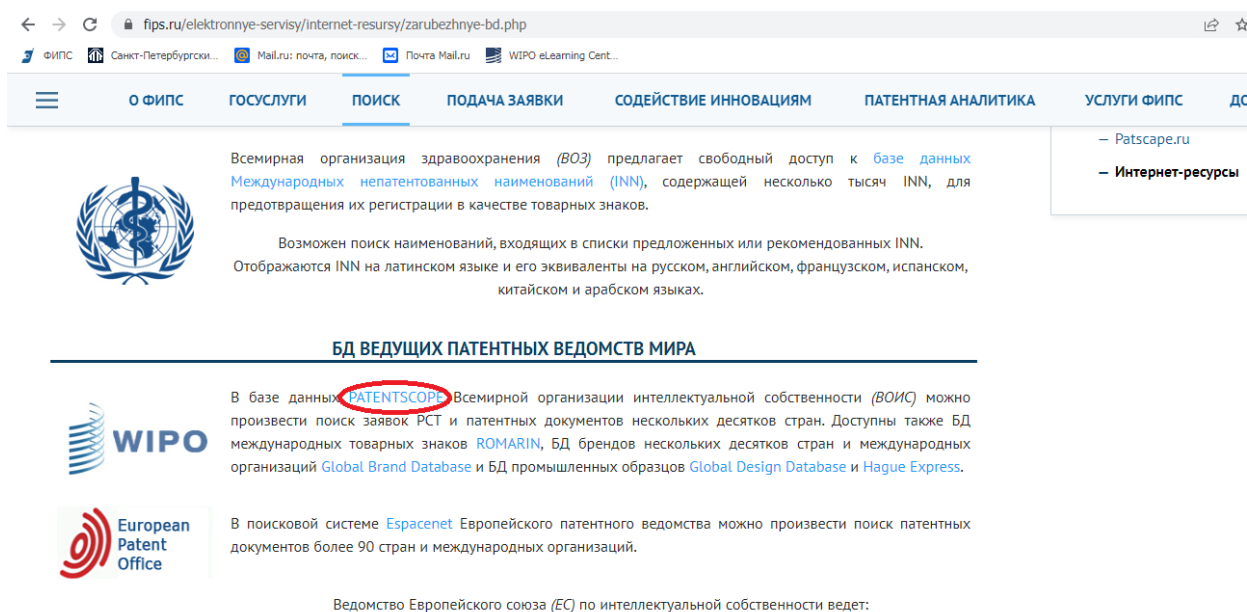 fips.ru/elektronnye-servisy/internet-resursy/zarubezhnye-bd.php
ФИПС Санкт-Петербургски... Mail.ru: почта, поиск... Почта Mail.ru WIPO eLearning Cent...
О ФИПС ГОСУСЛУГИ ПОИСК ПОДАЧА ЗАЯВКИ СОДЕЙСТВИЕ ИННОВАЦИЯМ ПАТЕНТНАЯ АНАЛИТИКА УСЛУГИ ФИПС ДО
– Patscape.ru
– Интернет-ресурсы
Всемирная организация здравоохранения (ВОЗ) предлагает свободный доступ к базе данных
Международных непатентованных наименований (INN), содержащей несколько тысяч INN, для
предотвращения их регистрации в качестве товарных знаков.
Возможен поиск наименований, входящих в списки предложенных или рекомендованных INN.
Отображаются INN на латинском языке и его эквиваленты на русском, английском, французском, испанском,
китайском и арабском языках.
БД ВЕДУЩИХ ПАТЕНТНЫХ ВЕДОМСТВ МИРА
WIPO
В базе данных PATENTSCOPE Всемирной организации интеллектуальной собственности (ВОИС) можно
произвести поиск заявок PCT и патентных документов нескольких десятков стран. Доступны также БД
международных товарных знаков ROMARIN, БД брендов нескольких десятков стран и международных
организаций Global Brand Database и БД промышленных образцов Global Design Database и Hague Express.
European
Patent
Office
В поисковой системе Espacenet Европейского патентного ведомства можно произвести поиск патентных
документов более 90 стран и международных организаций.
Ведомство Европейского союза (ЕС) по интеллектуальной собственности ведет: